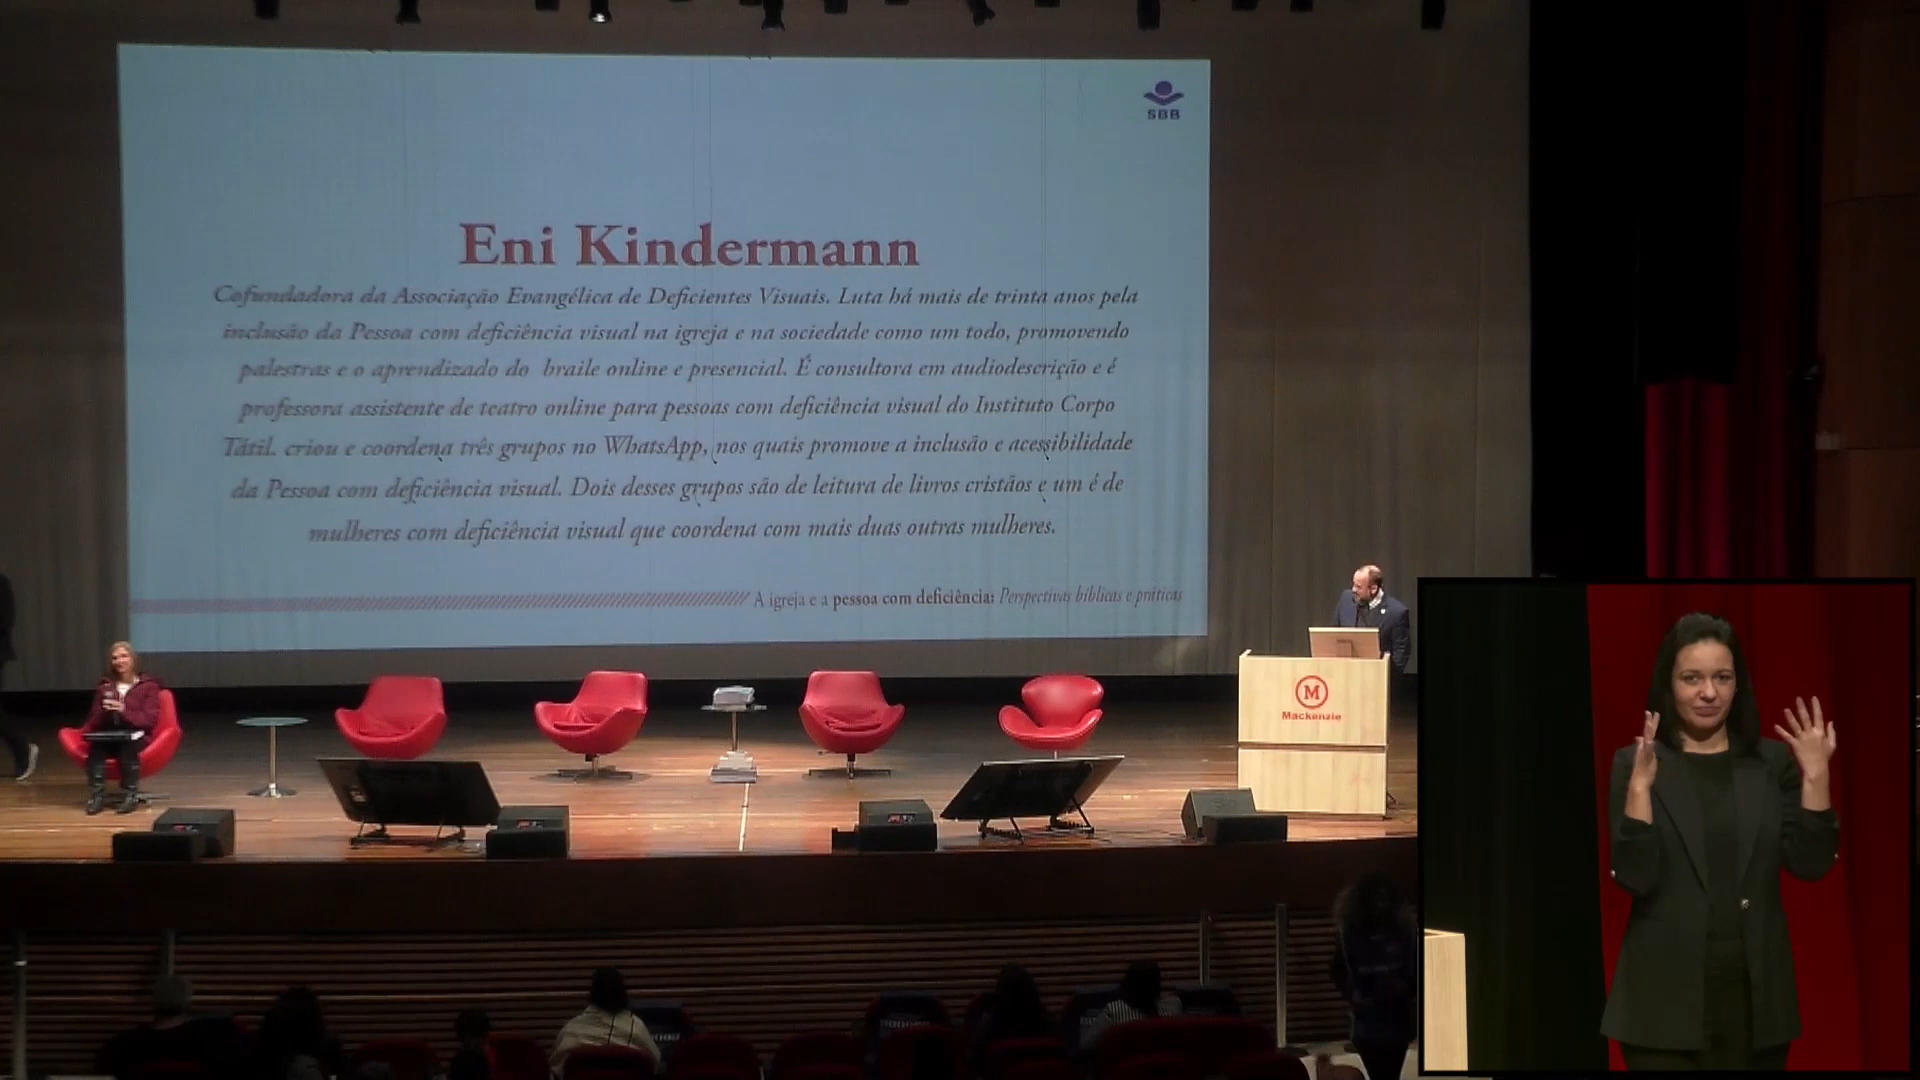 SBB
Eni Kindermann
Cofundadora da Associação Evangélica de Deficientes Visuais. Luta há mais de trinta anos pela
inclusão da Pessoa com deficiência visual na igreja e na sociedade como um todo, promovendo
palestras e o aprendizado do braile online e presencial. É consultora em audiodescrição e é
professora assistente de teatro online para pessoas com deficiência visual do Instituto Corpo
Tátil. criou e coordena três grupos no WhatsApp, nos quais promove a inclusão e acessibilidade
da Pessoa com deficiência visual. Dois desses grupos são de leitura de livros cristãos e um é de
mulheres com deficiência visual que coordena com mais duas outras mulheres.
A igreja e a pessoa com deficiência: Perspectivas bíblicas e práticas
M
Mackenzie